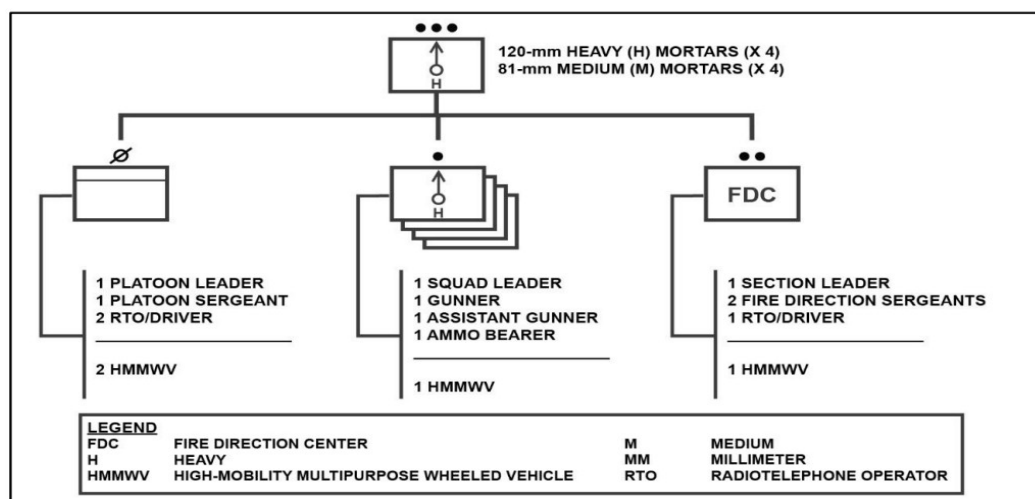 120-mm HEAVY (H) MORTARS (X 4)
81-mm MEDIUM (M) MORTARS (X 4)
H
H
FDC
1 PLATOON LEADER
1 PLATOON SERGEANT
2 RTO/DRIVER
2 HMMWV
1 SQUAD LEADER
1 GUNNER
1 ASSISTANT GUNNER
1 AMMO BEARER
1 HMMWV
1 SECTION LEADER
2 FIRE DIRECTION SERGEANTS
1 RTO/DRIVER
1 HMMWV
LEGEND
FDC FIRE DIRECTION CENTER M MEDIUM
H HEAVY MM MILLIMETER
HMMWV HIGH-MOBILITY MULTIPURPOSE WHEELED VEHICLE RTO RADIOTELEPHONE OPERATOR